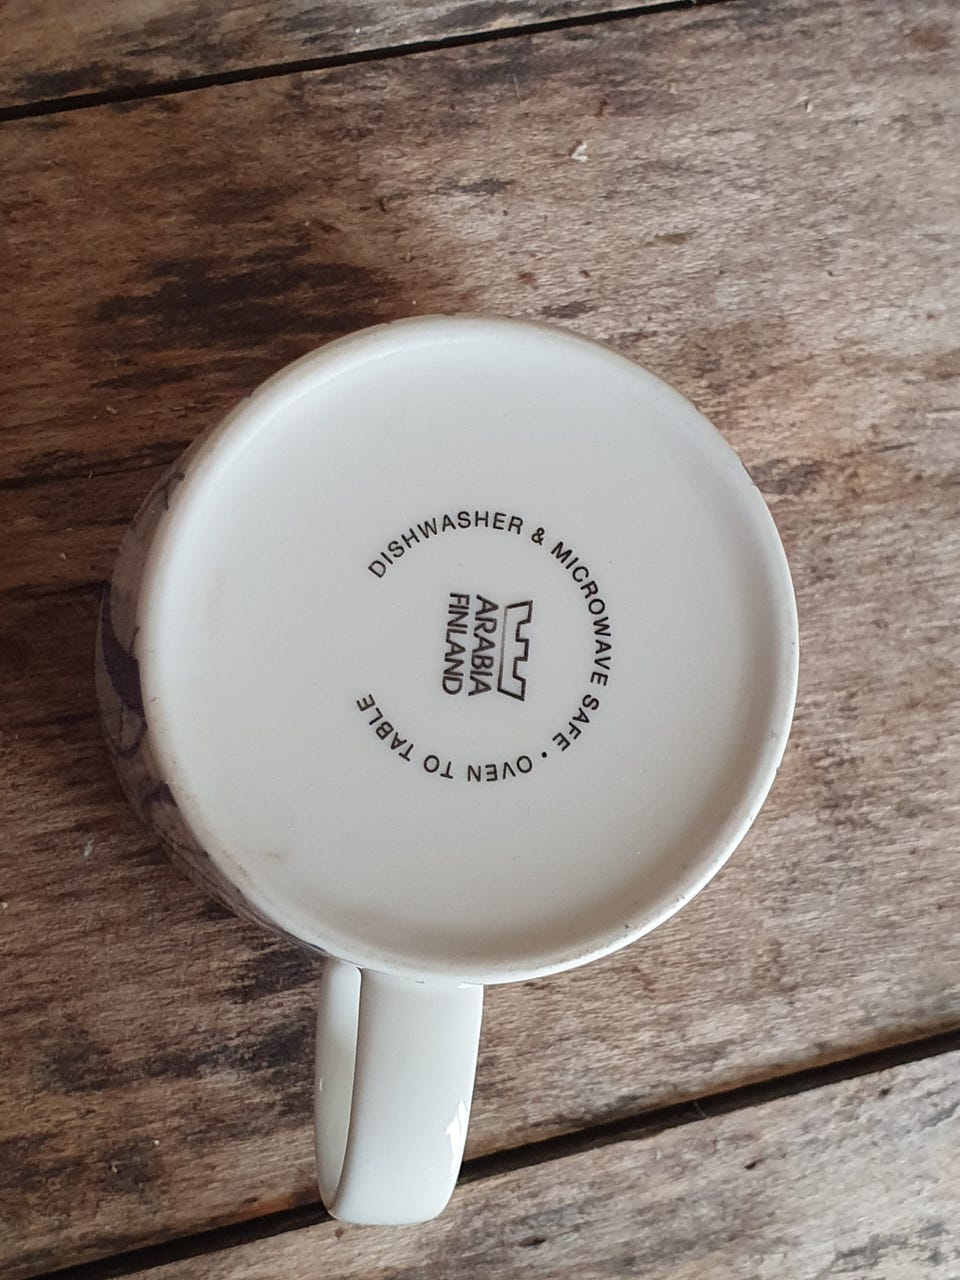 DISHWASHER & MICROWAVE SAFE · OVEN TO TABLE
ARABIA
FINLAND